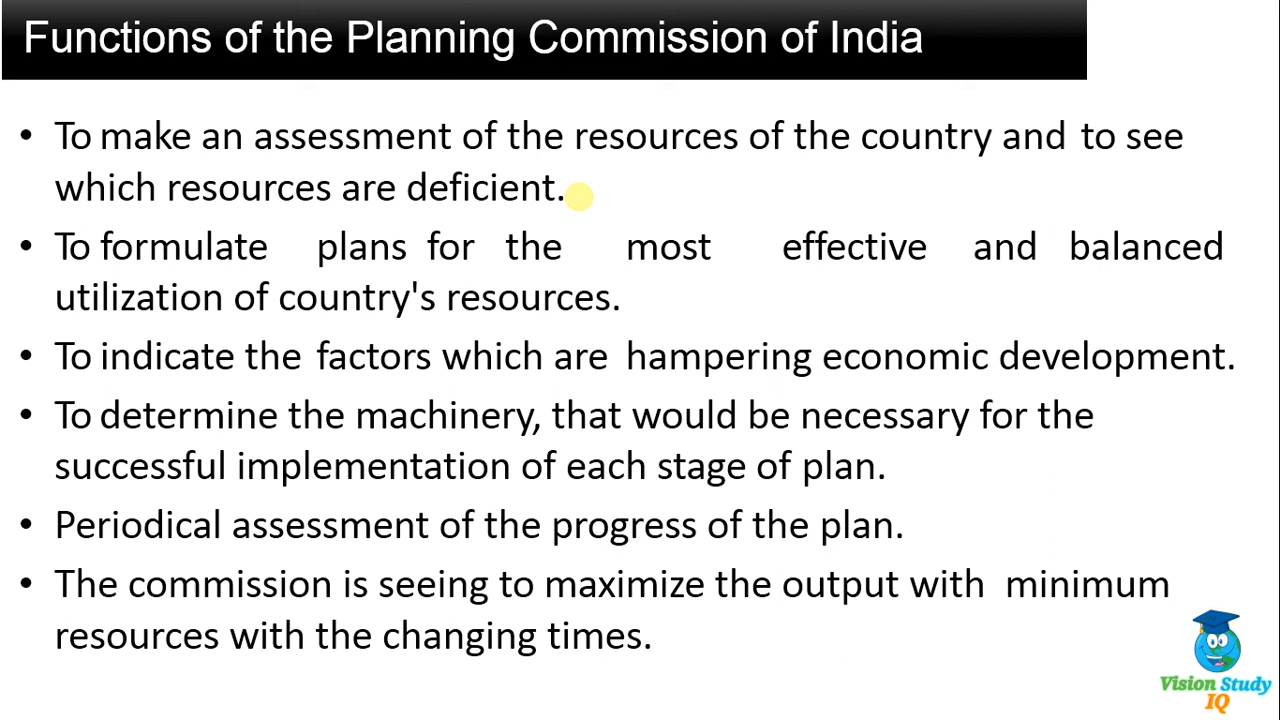 Functions of the Planning Commission of India
• To make an assessment of the resources of the country and to see
which resources are deficient.
• To formulate plans for the most effective and balanced
utilization of country's resources.
• To indicate the factors which are hampering economic development.
• To determine the machinery, that would be necessary for the
successful implementation of each stage of plan.
• Periodical assessment of the progress of the plan.
• The commission is seeing to maximize the output with minimum
resources with the changing times.
Vision Study
IQ